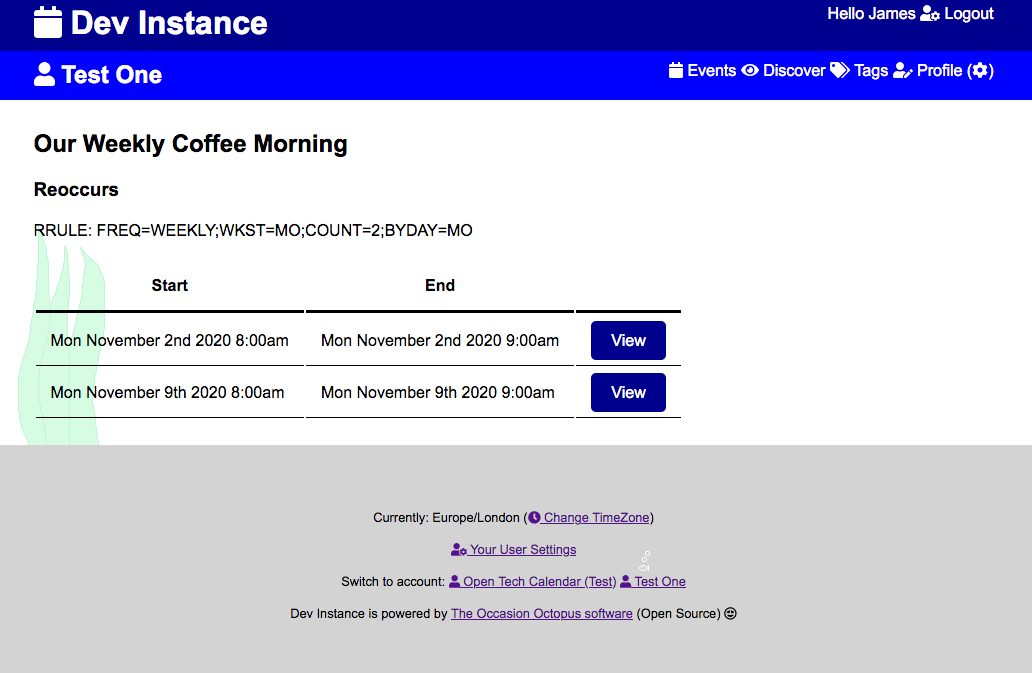 Dev Instance
Hello James Logout
Test One
Events Discover Tags Profile ( )
Our Weekly Coffee Morning
Reoccurs
RRULE: FREQ=WEEKLY;WKST=MO;COUNT=2;BYDAY=MO
Start End
Mon November 2nd 2020 8:00am Mon November 2nd 2020 9:00am View
Mon November 9th 2020 8:00am Mon November 9th 2020 9:00am View
Currently: Europe/London ( Change TimeZone)
Your User Settings
Switch to account: Open Tech Calendar (Test) Test One
Dev Instance is powered by The Occasion Octopus software (Open Source)